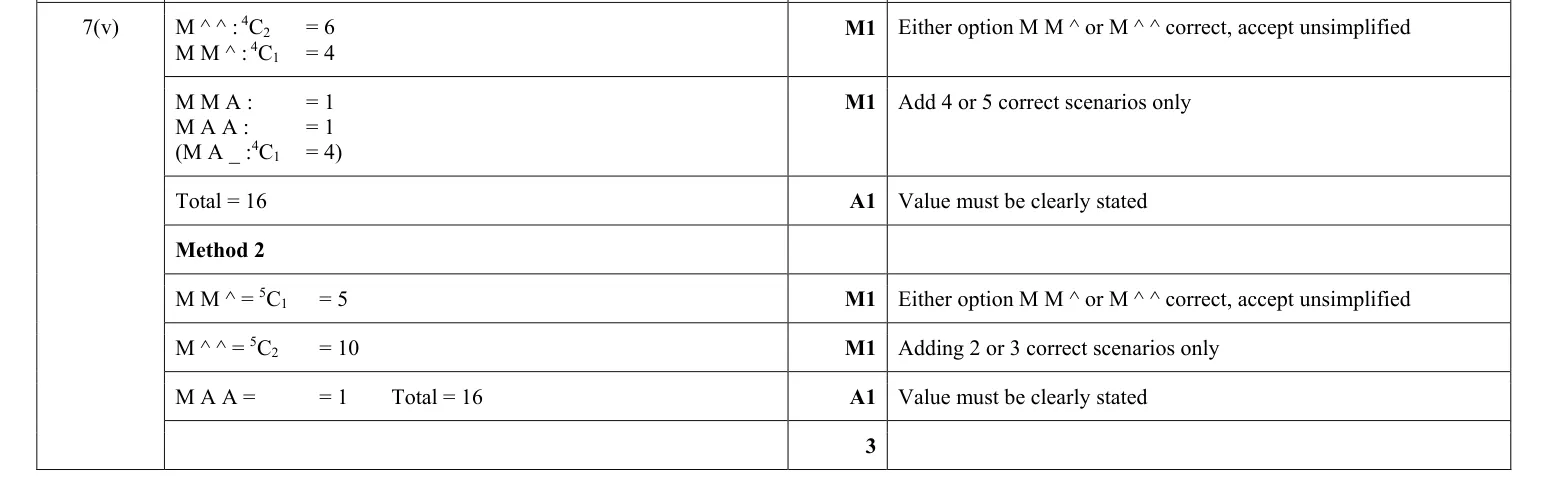 7(v) M ^ ^ : ⁴C₂ = 6 M1 Either option M M ^ or M ^ ^ correct, accept unsimplified
M M ^ : ⁴C₁ = 4
M M A : = 1 M1 Add 4 or 5 correct scenarios only
M A A : = 1
(M A _ :⁴C₁ = 4)
Total = 16 A1 Value must be clearly stated
Method 2
M M ^ = ⁵C₁ = 5 M1 Either option M M ^ or M ^ ^ correct, accept unsimplified
M ^ ^ = ⁵C₂ = 10 M1 Adding 2 or 3 correct scenarios only
M A A = = 1 Total = 16 A1 Value must be clearly stated
3